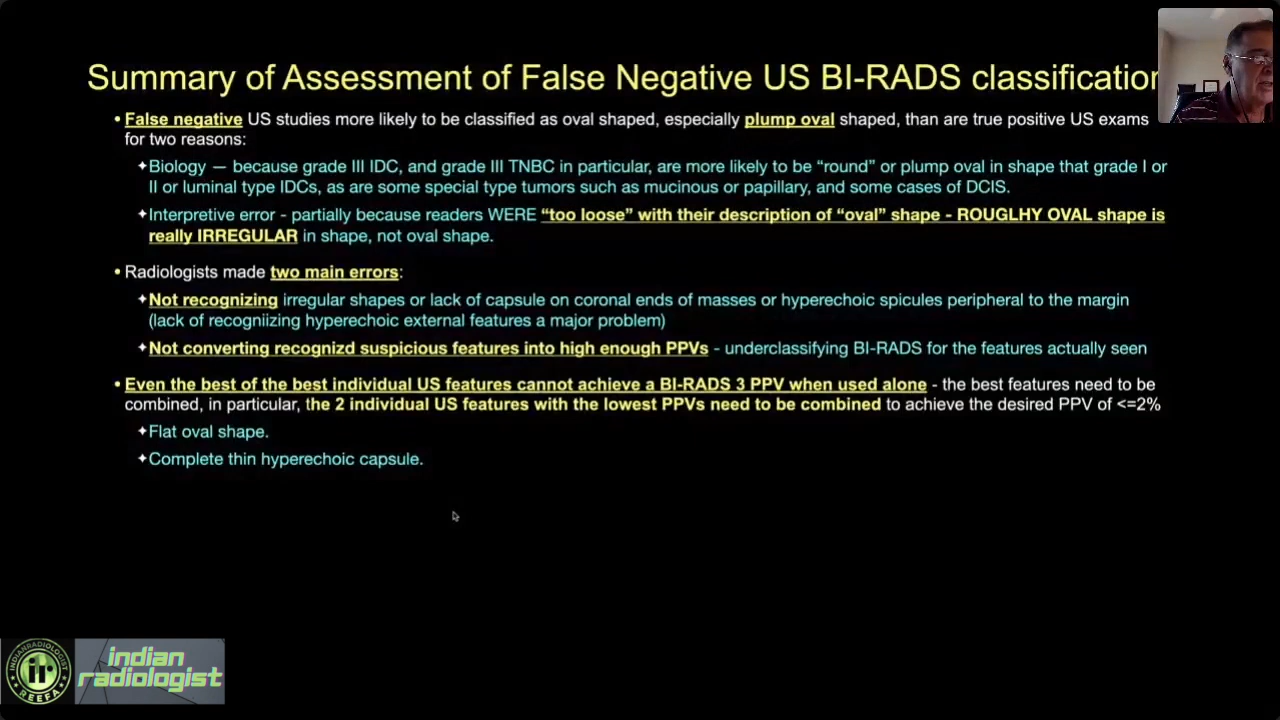 Summary of Assessment of False Negative US BI-RADS classification
• False negative US studies more likely to be classified as oval shaped, especially plump oval shaped, than are true positive US exams
for two reasons:
✦Biology — because grade III IDC, and grade III TNBC in particular, are more likely to be “round” or plump oval in shape that grade I or
II or luminal type IDCs, as are some special type tumors such as mucinous or papillary, and some cases of DCIS.
✦Interpretive error - partially because readers WERE “too loose” with their description of “oval” shape - ROUGLHY OVAL shape is
really IRREGULAR in shape, not oval shape.
• Radiologists made two main errors:
✦Not recognizing irregular shapes or lack of capsule on coronal ends of masses or hyperechoic spicules peripheral to the margin
(lack of recogniizing hyperechoic external features a major problem)
✦Not converting recognizd suspicious features into high enough PPVs - underclassifying BI-RADS for the features actually seen
• Even the best of the best individual US features cannot achieve a BI-RADS 3 PPV when used alone - the best features need to be
combined, in particular, the 2 individual US features with the lowest PPVs need to be combined to achieve the desired PPV of <=2%
✦Flat oval shape.
✦Complete thin hyperechoic capsule.
INDIANRADIOLOGIST
ir
REEFA
indian
radiologist